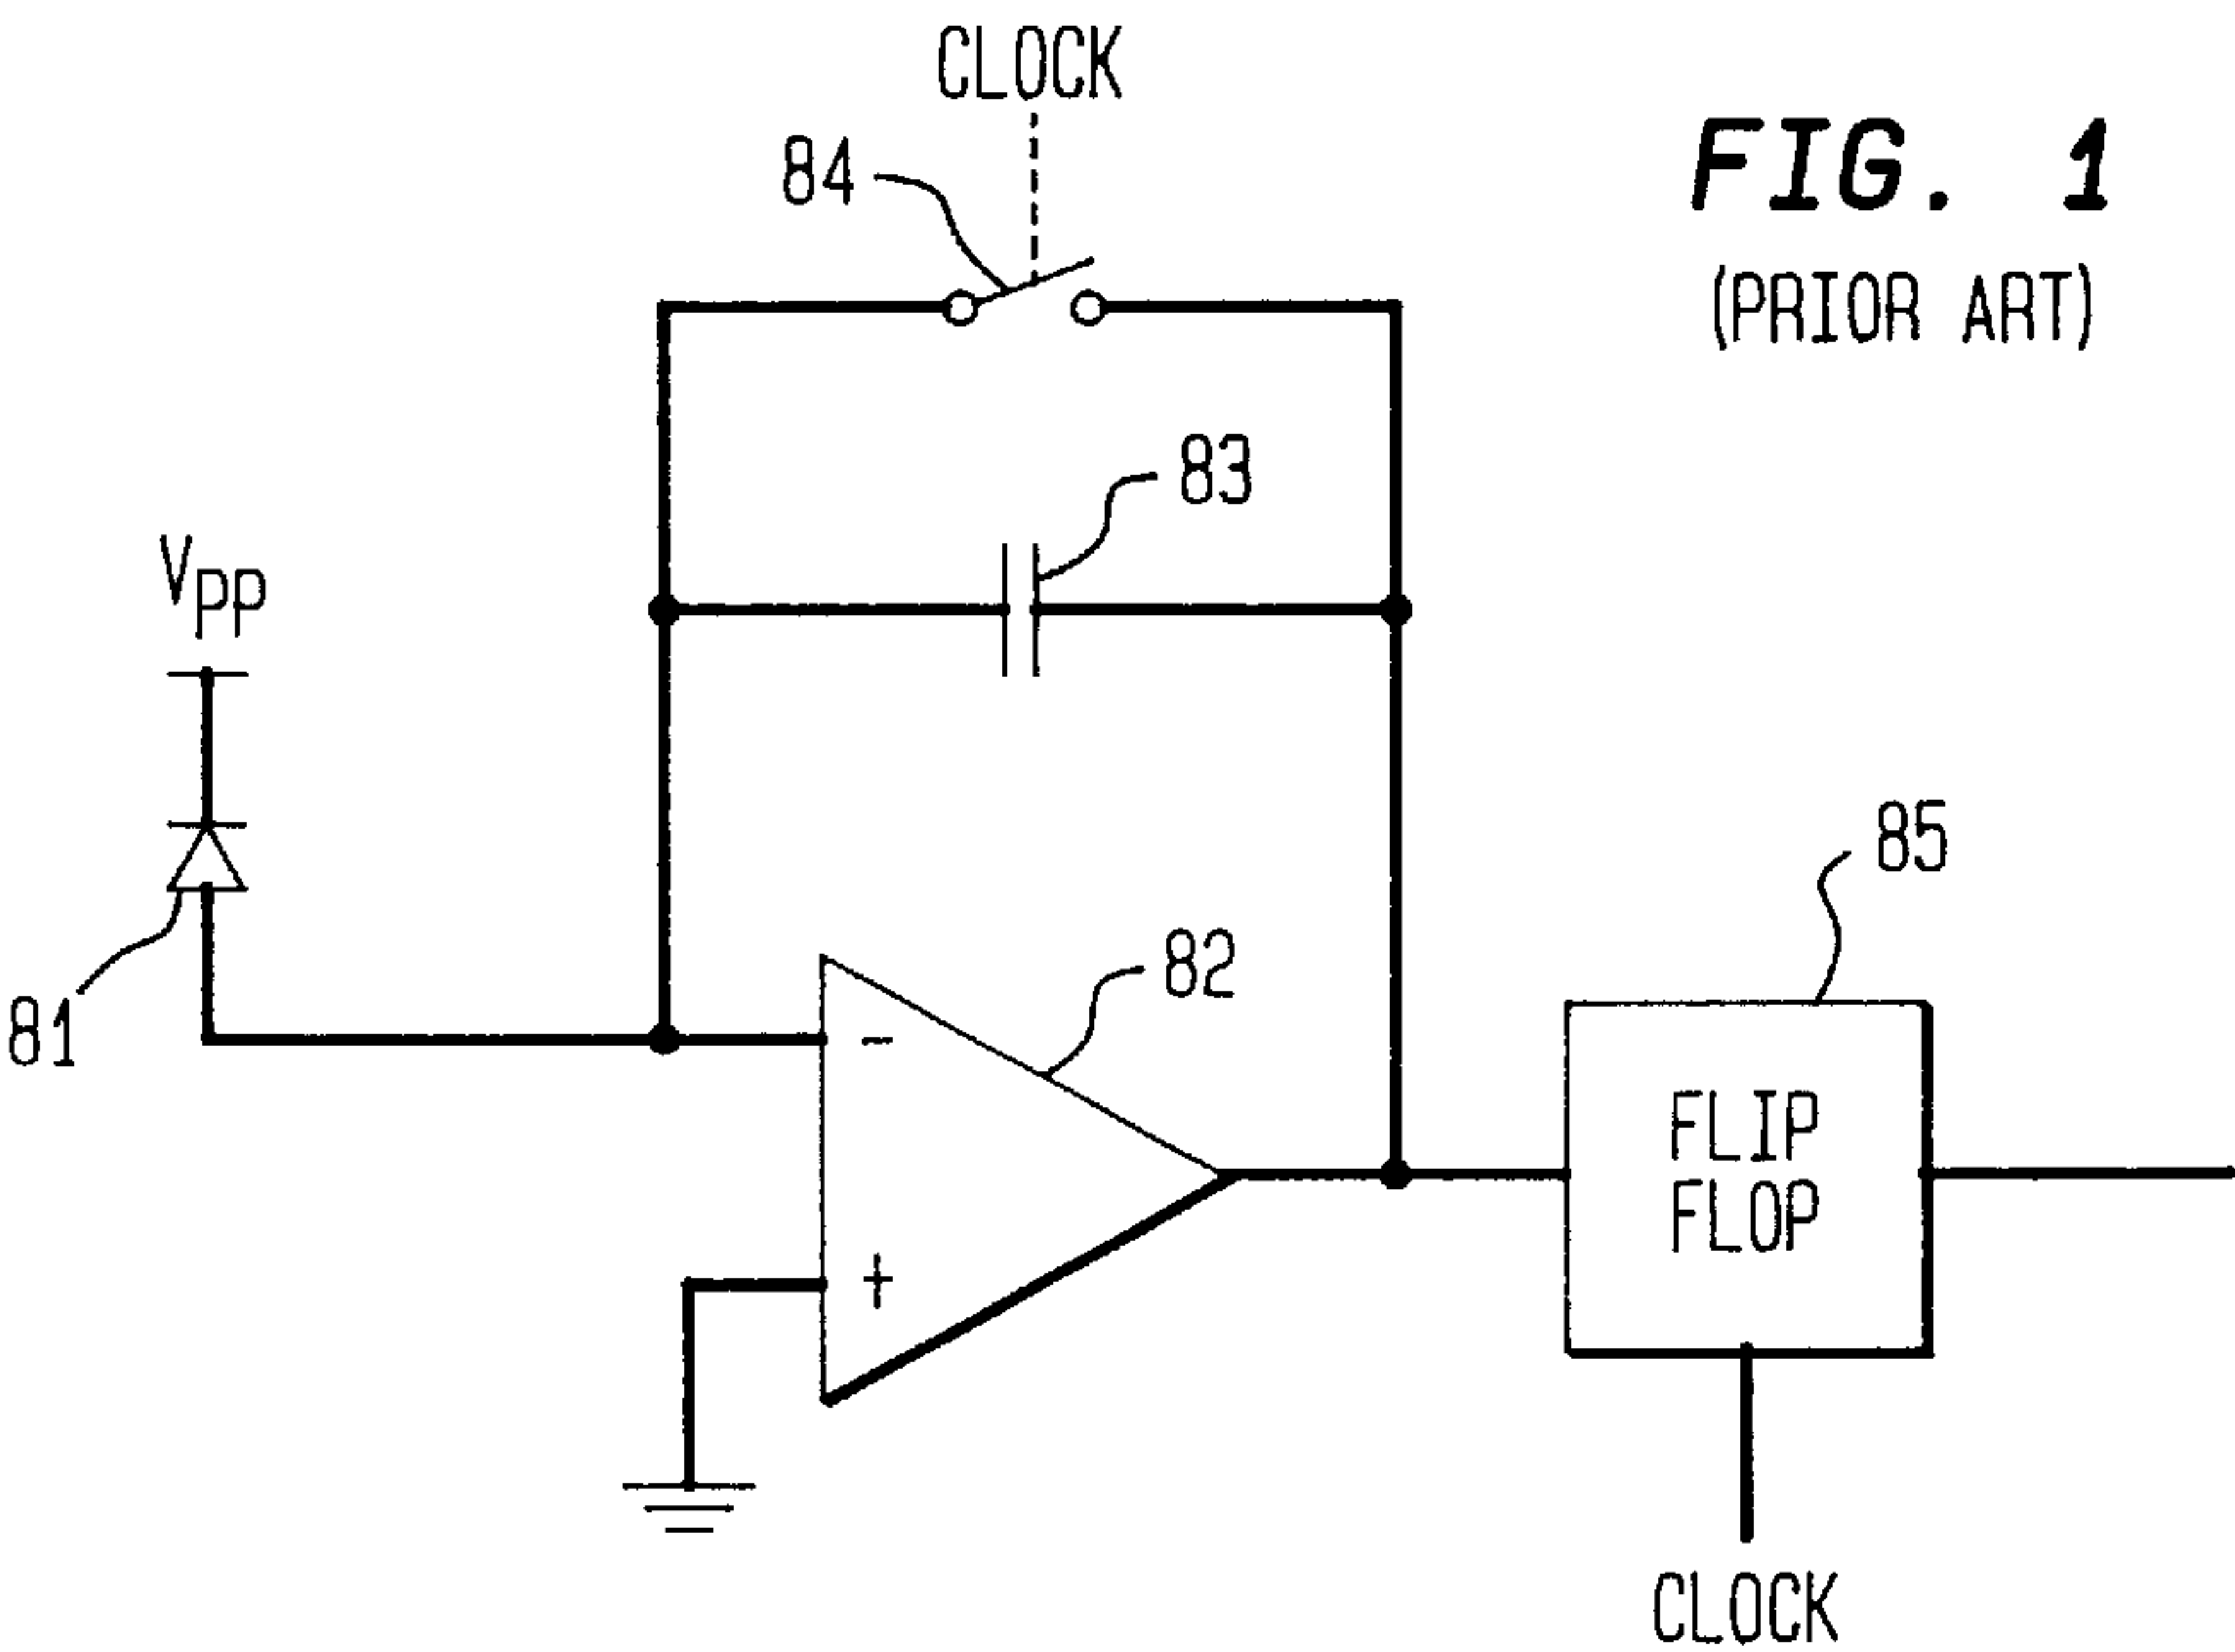 CLOCK
84
FIG. 1
(PRIOR ART)
83
VPP
85
82
81
-
+
FLIP
FLOP
CLOCK